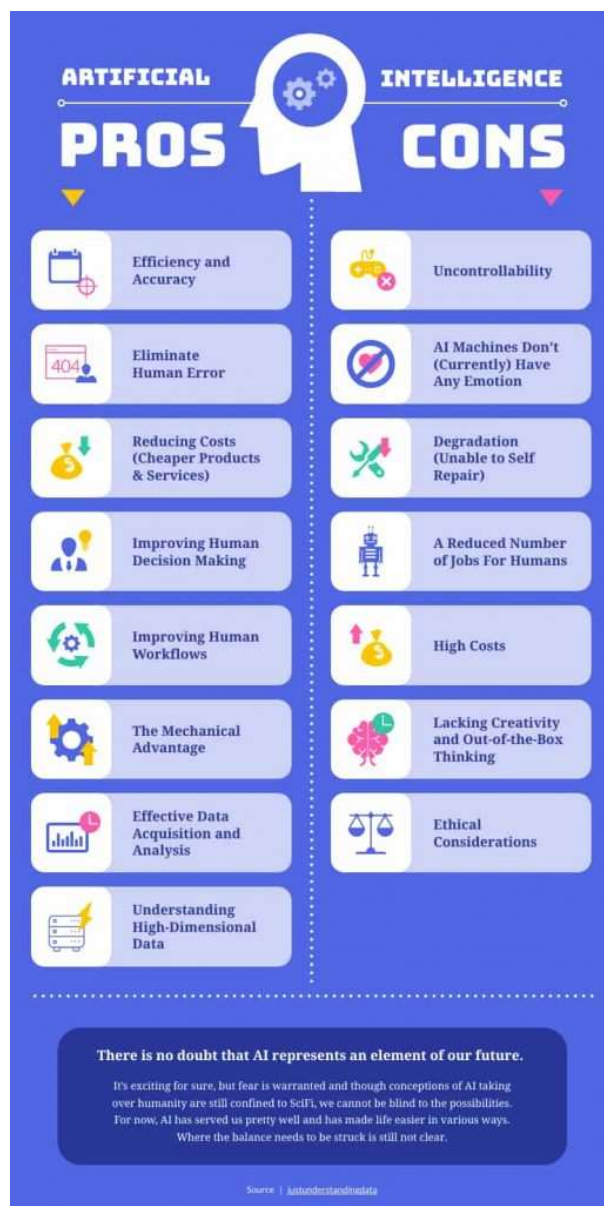 ARTIFICIAL
INTELLIGENCE
PROS
CONS
Efficiency and
Accuracy
404
Eliminate
Human Error
$
Reducing Costs
(Cheaper Products
& Services)
Improving Human
Decision Making
Improving Human
Workflows
The Mechanical
Advantage
Effective Data
Acquisition and
Analysis
Understanding
High-Dimensional
Data
Uncontrollability
AI Machines Don't
(Currently) Have
Any Emotion
Degradation
(Unable to Self
Repair)
A Reduced Number
of Jobs For Humans
$
High Costs
Lacking Creativity
and Out-of-the-Box
Thinking
Ethical
Considerations
There is no doubt that AI represents an element of our future.
It's exciting for sure, but fear is warranted and though conceptions of AI taking
over humanity are still confined to SciFi, we cannot be blind to the possibilities.
For now, AI has served us pretty well and has made life easier in various ways.
Where the balance needs to be struck is still not clear.
Source | justunderstandingdata